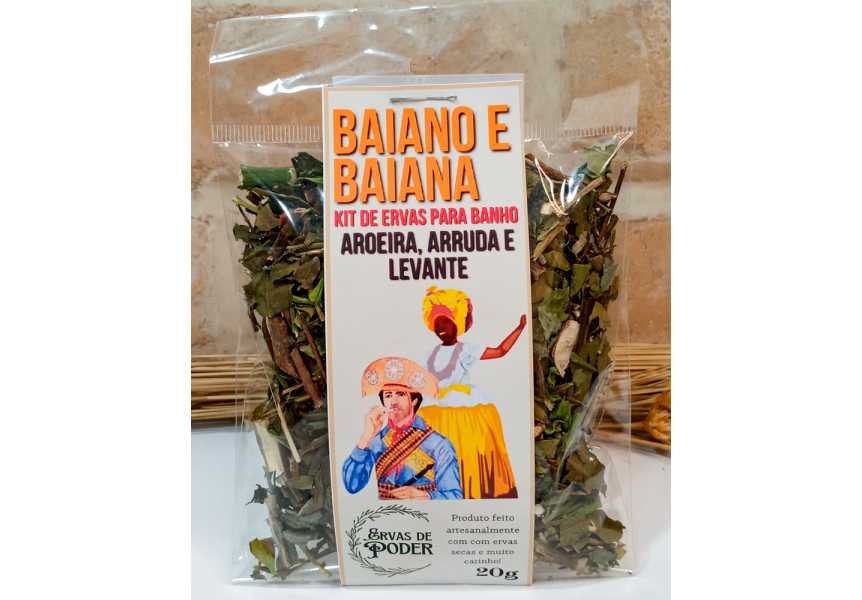 BAIANO E
BAIANA
KIT DE ERVAS PARA BANHO
AROEIRA, ARRUDA E
LEVANTE
ERVAS DE
PODER
Produto feito
artesanalmente
com com ervas
secas e muito
carinho!
20g